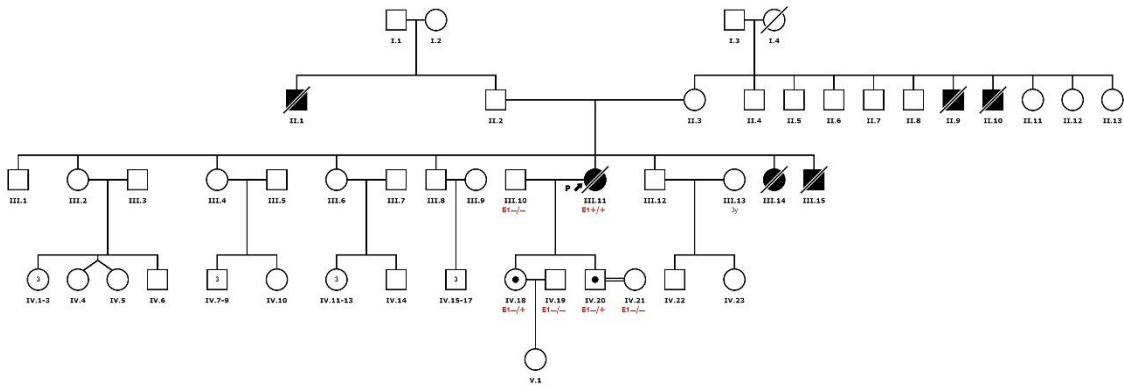 I.1 I.2 I.3 I.4
II.1 II.2 II.3 II.4 II.5 II.6 II.7 II.8 II.9 II.10 II.11 II.12 II.13
P
III.1 III.2 III.3 III.4 III.5 III.6 III.7 III.8 III.9 III.10 III.11 III.12 III.13 III.14 III.15
E1—/— E1+/+ 3y
3 3 3 3
IV.1-3 IV.4 IV.5 IV.6 IV.7-9 IV.10 IV.11-13 IV.14 IV.15-17 IV.18 IV.19 IV.20 IV.21 IV.22 IV.23
E1—/+ E1—/— E1—/+ E1—/—
V.1